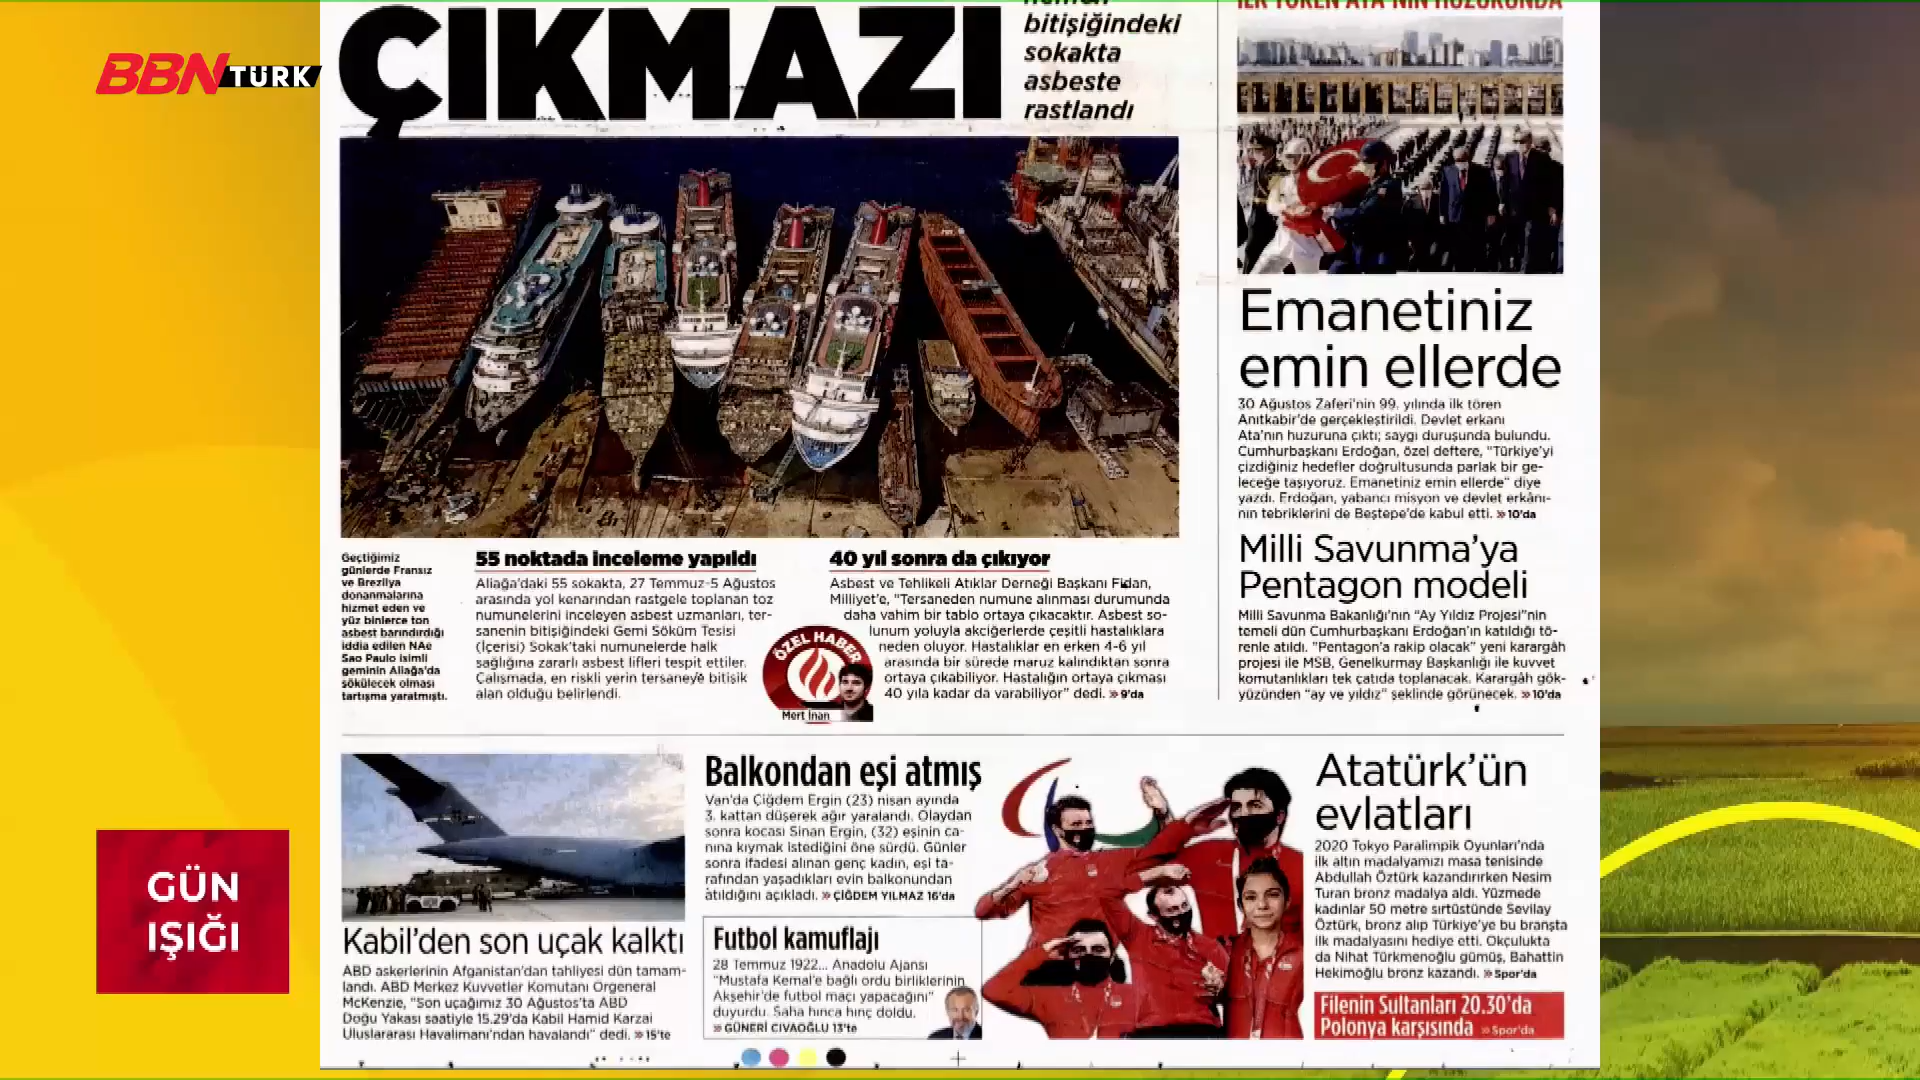 BBN TÜRK
ÇIKMAZI
bitişiğindeki
sokakta
asbeste
rastlandı
Geçtiğimiz
günlerde Fransız
ve Brezilya
donanmalarına
hizmet eden ve
yüz binlerce ton
asbest barındırdığı
iddia edilen NAe
Sao Paulo isimli
geminin Aliağa'da
sökülecek olması
tartışma yaratmıştı.
55 noktada inceleme yapıldı
Aliağa'daki 55 sokakta, 27 Temmuz-5 Ağustos
arasında yol kenarından rastgele toplanan toz
numunelerini inceleyen asbest uzmanları, ter-
sanenin bitişiğindeki Gemi Söküm Tesisi
(İçerisi) Sokak'taki numunelerde halk
sağlığına zararlı asbest lifleri tespit ettiler.
Çalışmada, en riskli yerin tersaneye bitişik
alan olduğu belirlendi.
ÖZEL HABER
Mert İnan
40 yıl sonra da çıkıyor
Asbest ve Tehlikeli Atıklar Derneği Başkanı Fidan,
Milliyet'e, "Tersaneden numune alınması durumunda
daha vahim bir tablo ortaya çıkacaktır. Asbest so-
lunum yoluyla akciğerlerde çeşitli hastalıklara
neden oluyor. Hastalıklar en erken 4-6 yıl
arasında bir sürede maruz kalındıktan sonra
ortaya çıkabiliyor. Hastalığın ortaya çıkması
40 yıla kadar da varabiliyor" dedi. »9'da
İLK TÖREN ATA'NIN HUZURUNDA
Emanetiniz
emin ellerde
30 Ağustos Zaferi'nin 99. yılında ilk tören
Anıtkabir'de gerçekleştirildi. Devlet erkanı
Ata'nın huzuruna çıktı; saygı duruşunda bulundu.
Cumhurbaşkanı Erdoğan, özel deftere, "Türkiye'yi
çizdiğiniz hedefler doğrultusunda parlak bir ge-
leceğe taşıyoruz. Emanetiniz emin ellerde" diye
yazdı. Erdoğan, yabancı misyon ve devlet erkânı-
nın tebriklerini de Beştepe'de kabul etti. »10'da
Milli Savunma'ya
Pentagon modeli
Milli Savunma Bakanlığı'nın "Ay Yıldız Projesi"nin
temeli dün Cumhurbaşkanı Erdoğan'ın katıldığı tö-
renle atıldı. "Pentagon'a rakip olacak" yeni karargâh
projesi ile MSB, Genelkurmay Başkanlığı ile kuvvet
komutanlıkları tek çatıda toplanacak. Karargâh gök-
yüzünden "ay ve yıldız" şeklinde görünecek. »10'da
Kabil'den son uçak kalktı
ABD askerlerinin Afganistan'dan tahliyesi dün tamam-
landı. ABD Merkez Kuvvetler Komutanı Orgeneral
McKenzie, "Son uçağımız 30 Ağustos'ta ABD
Doğu Yakası saatiyle 15.29'da Kabil Hamid Karzai
Uluslararası Havalimanı'ndan havalandı" dedi. »15'te
Balkondan eşi atmış
Van'da Çiğdem Ergin (23) nisan ayında
3. kattan düşerek ağır yaralandı. Olaydan
sonra kocası Sinan Ergin, (32) eşinin ca-
nına kıymak istediğini öne sürdü. Günler
sonra ifadesi alınan genç kadın, eşi ta-
rafından yaşadıkları evin balkonundan
atıldığını açıkladı. »ÇİĞDEM YILMAZ 16'da
Futbol kamuflajı
28 Temmuz 1922... Anadolu Ajansı
"Mustafa Kemal'e bağlı ordu birliklerinin
Akşehir'de futbol maçı yapacağını"
duyurdu. Saha hınca hınç doldu.
»GÜNERİ CIVAOĞLU 13'te
Atatürk'ün
evlatları
2020 Tokyo Paralimpik Oyunları'nda
ilk altın madalyamızı masa tenisinde
Abdullah Öztürk kazandırırken Nesim
Turan bronz madalya aldı. Yüzmede
kadınlar 50 metre sırtüstünde Sevilay
Öztürk, bronz alıp Türkiye'ye bu branşta
ilk madalyasını hediye etti. Okçulukta
da Nihat Türkmenoğlu gümüş, Bahattin
Hekimoğlu bronz kazandı. »Spor'da
Filenin Sultanları 20.30'da
Polonya karşısında »Spor'da
GÜN
IŞIĞI